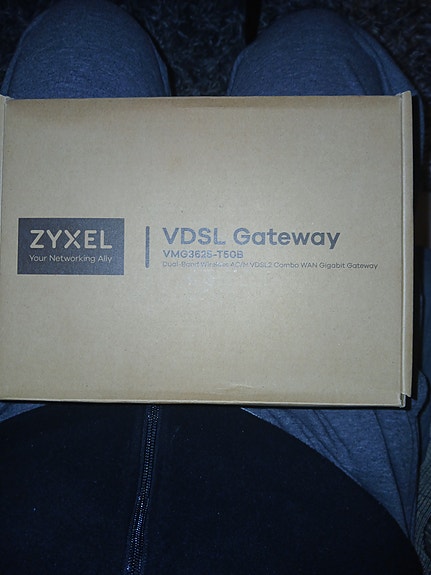 ZYXEL
Your Networking Ally
VDSL Gateway
VMG3625-T50B
Dual-Band Wireless AC/N VDSL2 Combo WAN Gigabit Gateway